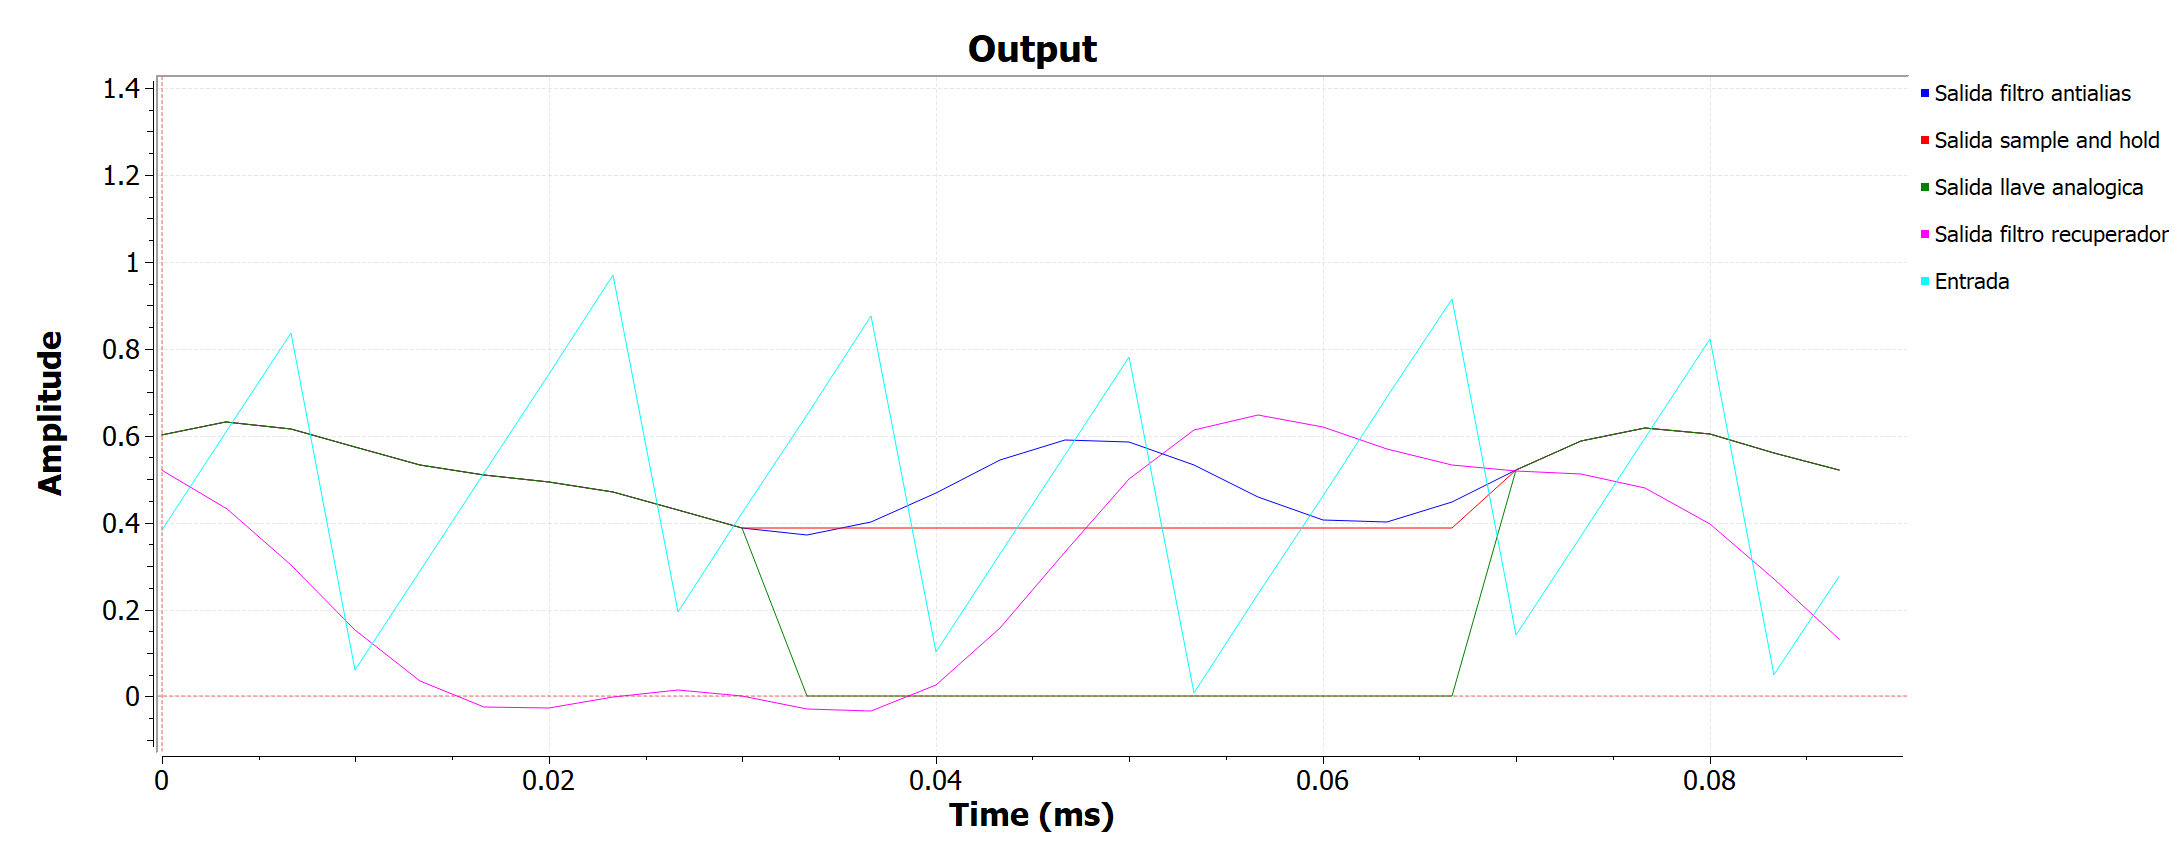 Output
Amplitude
1.4
1.2
1
0.8
0.6
0.4
0.2
0
0
0.02
0.04
0.06
0.08
Time (ms)
Salida filtro antialias
Salida sample and hold
Salida llave analogica
Salida filtro recuperador
Entrada